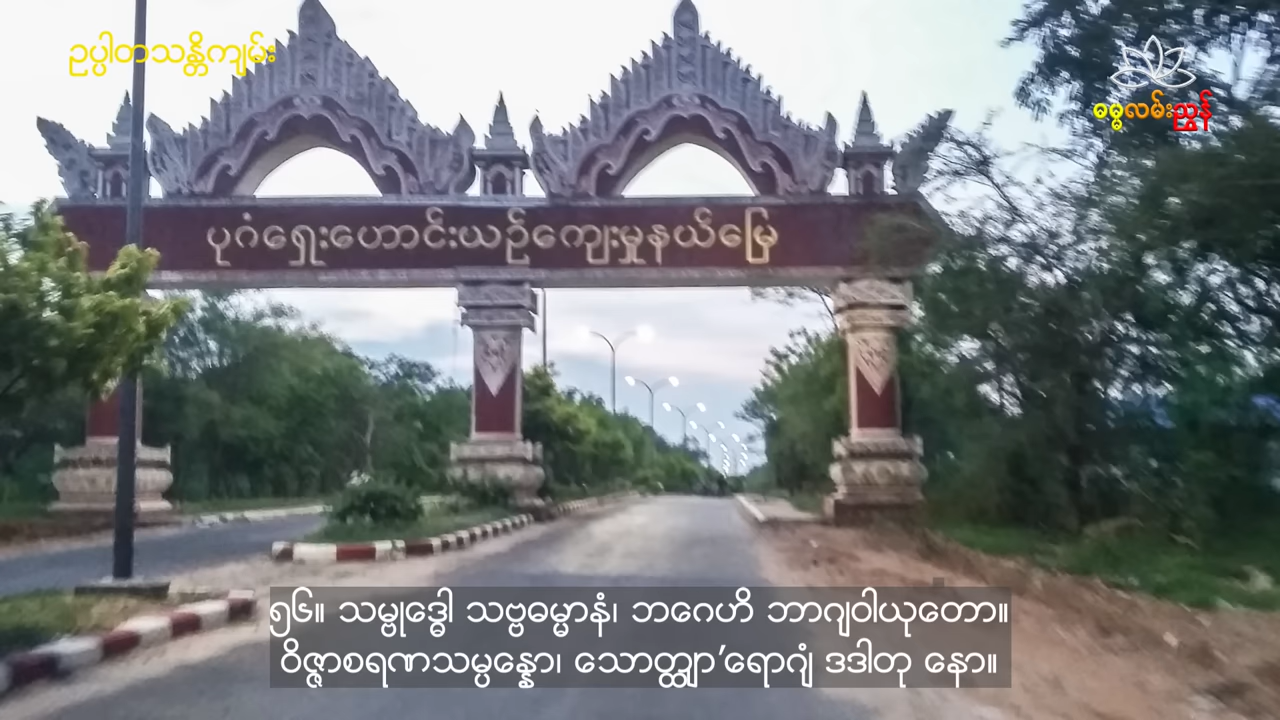 ဥပ္ပါတသန္တိကျမ်း
ဓမ္မလမ်းညွှန်
ပုဂံရှေးဟောင်းယဉ်ကျေးမှုနယ်မြေ
၅၆။ သမ္ဗုဒ္ဓေါ သဗ္ဗဓမ္မာနံ၊ ဘဂေဟိ ဘာဂျဝါယုတော။
ဝိဇ္ဇာစရဏသမ္ပန္နော၊ သောတ္ထျာ’ရောဂျံ ဒဒါတု နော။